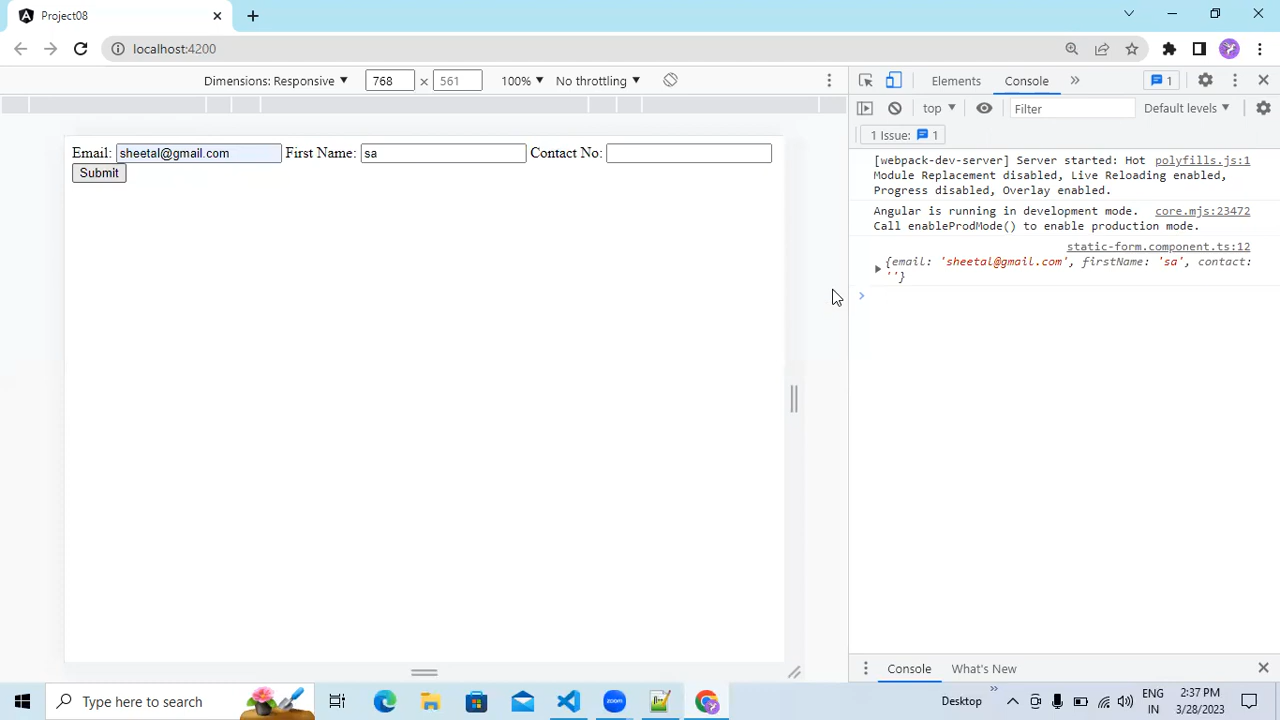 Project08
localhost:4200
Dimensions: Responsive 768 × 561 100% No throttling
Elements Console 1
top Filter Default levels
1 Issue: 1
Email: sheetal@gmail.com First Name: sa Contact No:
Submit
[webpack-dev-server] Server started: Hot polyfills.js:1
Module Replacement disabled, Live Reloading enabled,
Progress disabled, Overlay enabled.
Angular is running in development mode. core.mjs:23472
Call enableProdMode() to enable production mode.
static-form.component.ts:12
{email: 'sheetal@gmail.com', firstName: 'sa', contact:
''}
Console What's New
Type here to search
zoom
Desktop
ENG
IN
2:37 PM
3/28/2023